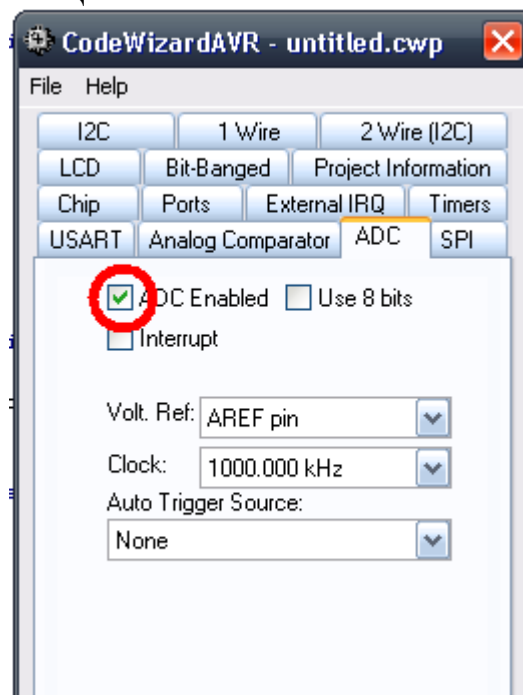 CodeWizardAVR - untitled.cwp
File Help
I2C 1 Wire 2 Wire (I2C)
LCD Bit-Banged Project Information
Chip Ports External IRQ Timers
USART Analog Comparator ADC SPI
ADC Enabled Use 8 bits
Interrupt
Volt. Ref: AREF pin
Clock: 1000.000 kHz
Auto Trigger Source:
None